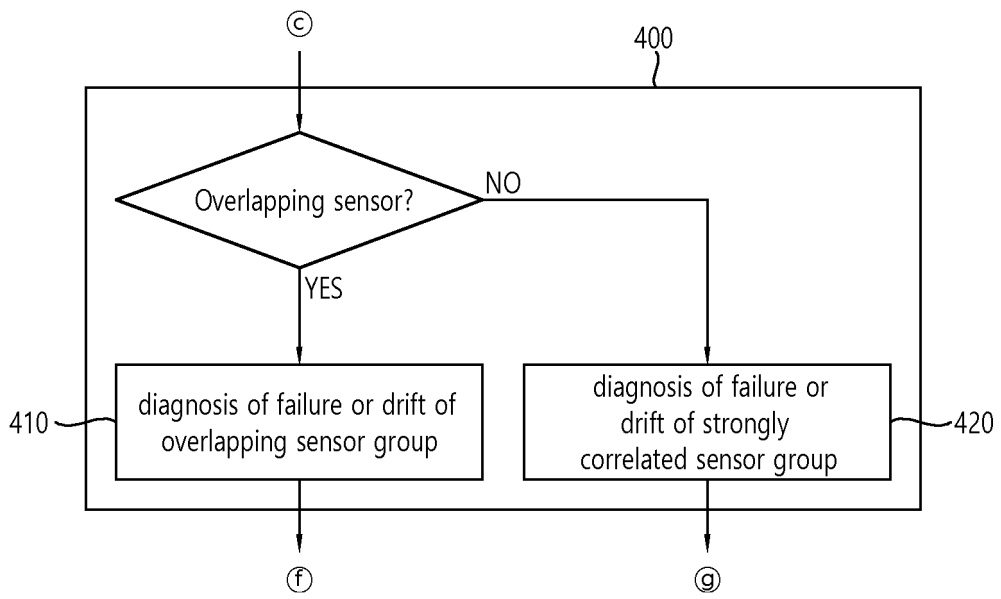 ⓒ
400
Overlapping sensor?
NO
YES
410
diagnosis of failure or drift of
overlapping sensor group
diagnosis of failure or
drift of strongly
correlated sensor group
420
ⓕ
ⓖ